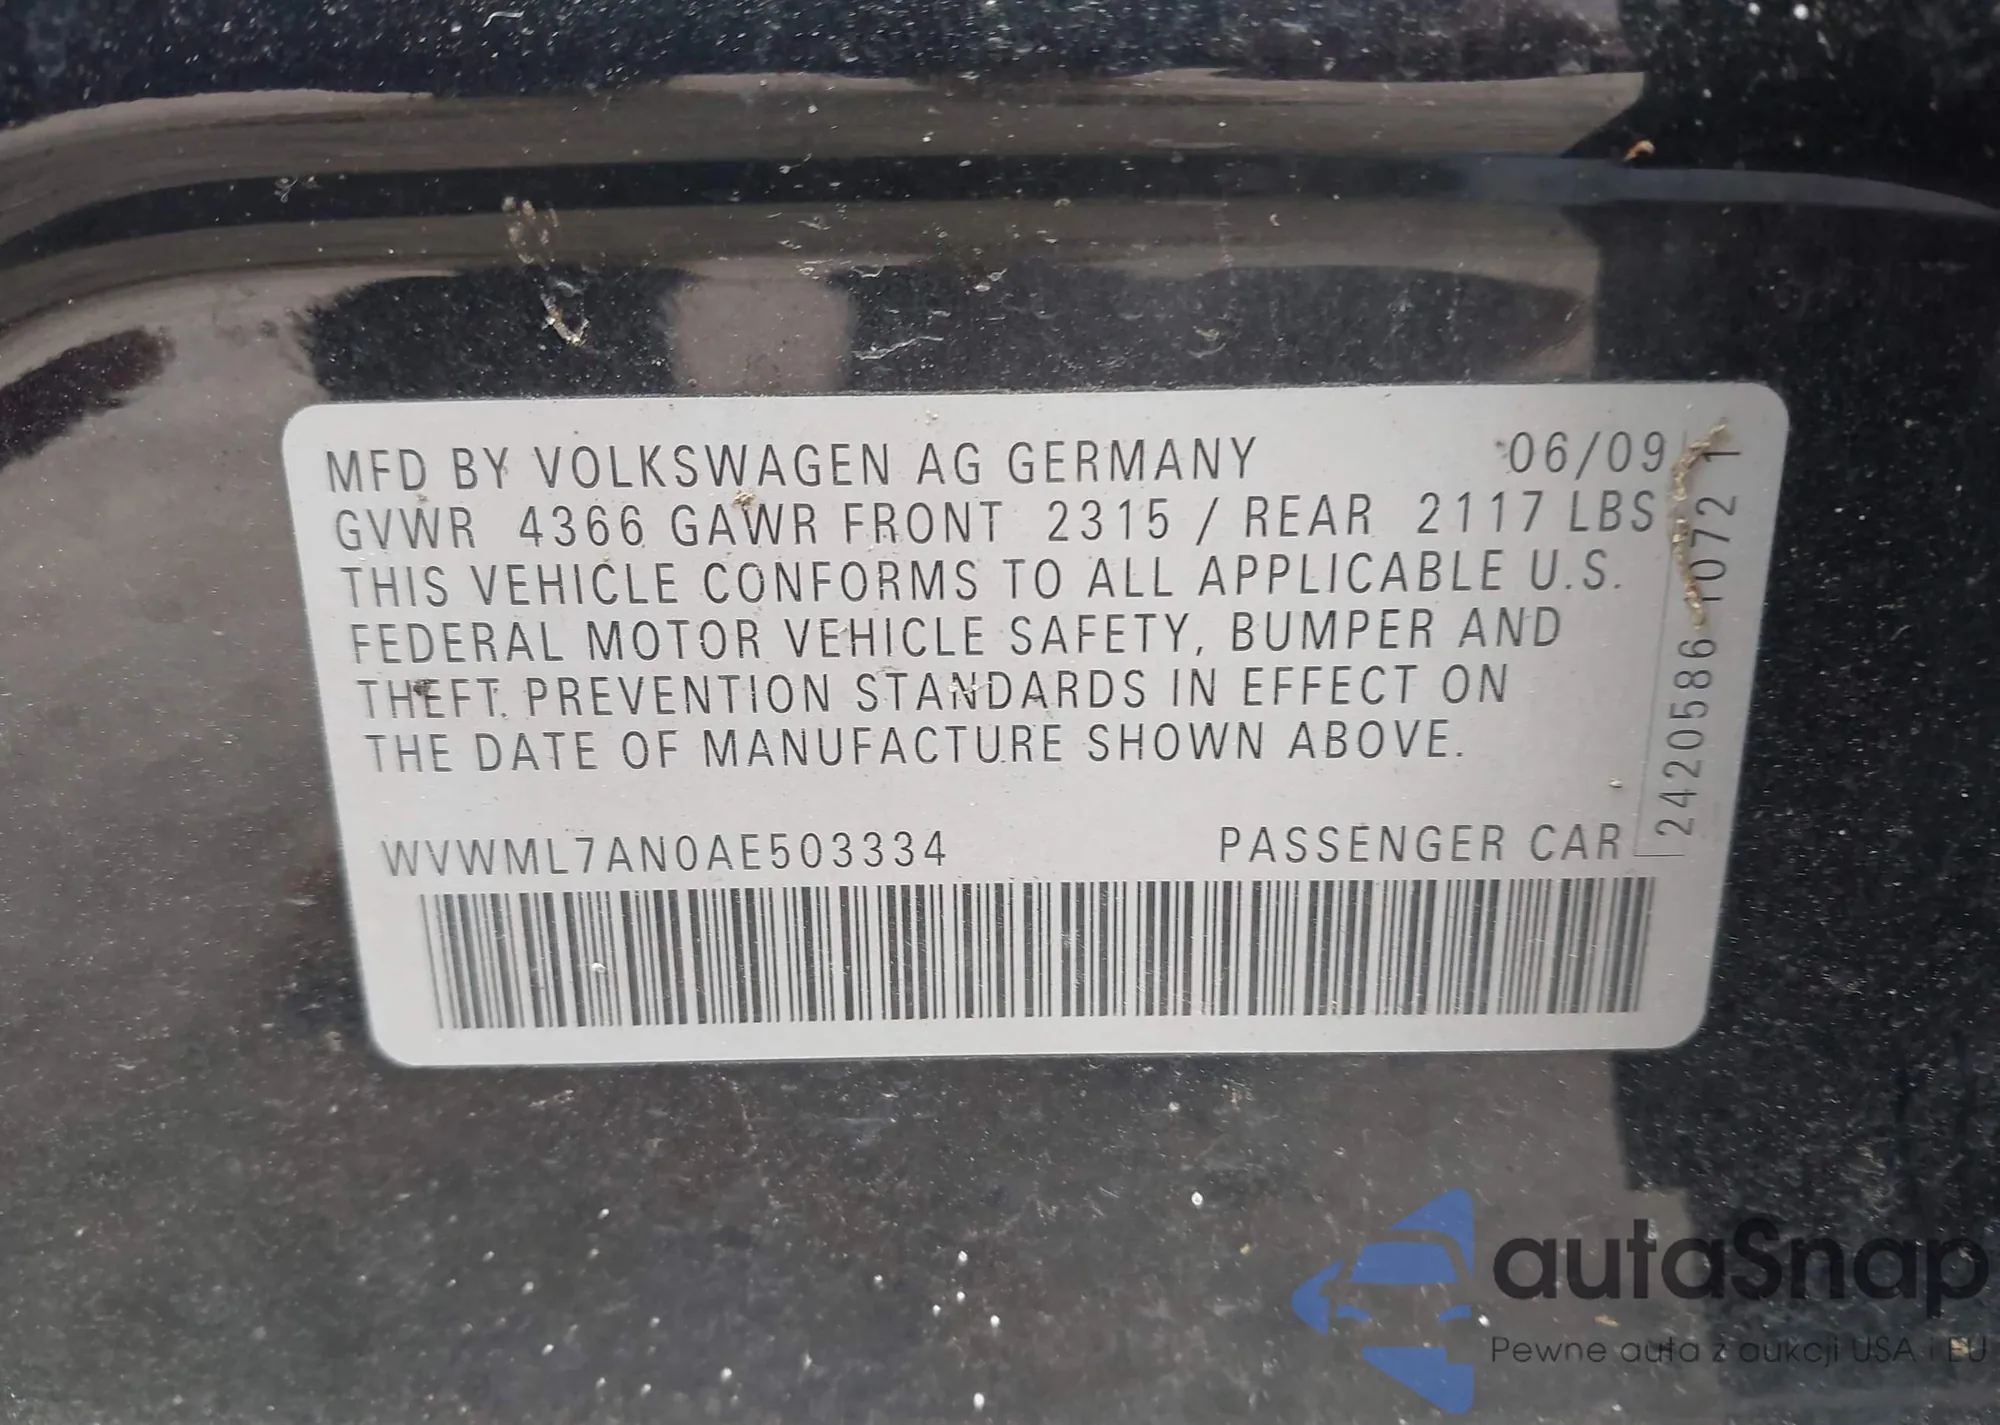 MFD BY VOLKSWAGEN AG GERMANY 06/09
GVWR 4366 GAWR FRONT 2315 / REAR 2117 LBS
THIS VEHICLE CONFORMS TO ALL APPLICABLE U.S.
FEDERAL MOTOR VEHICLE SAFETY, BUMPER AND
THEFT PREVENTION STANDARDS IN EFFECT ON
THE DATE OF MANUFACTURE SHOWN ABOVE.
WVWML7AN0AE503334 PASSENGER CAR
2420586 1072 1
autaSnap
Pewne auta z aukcji USA i EU